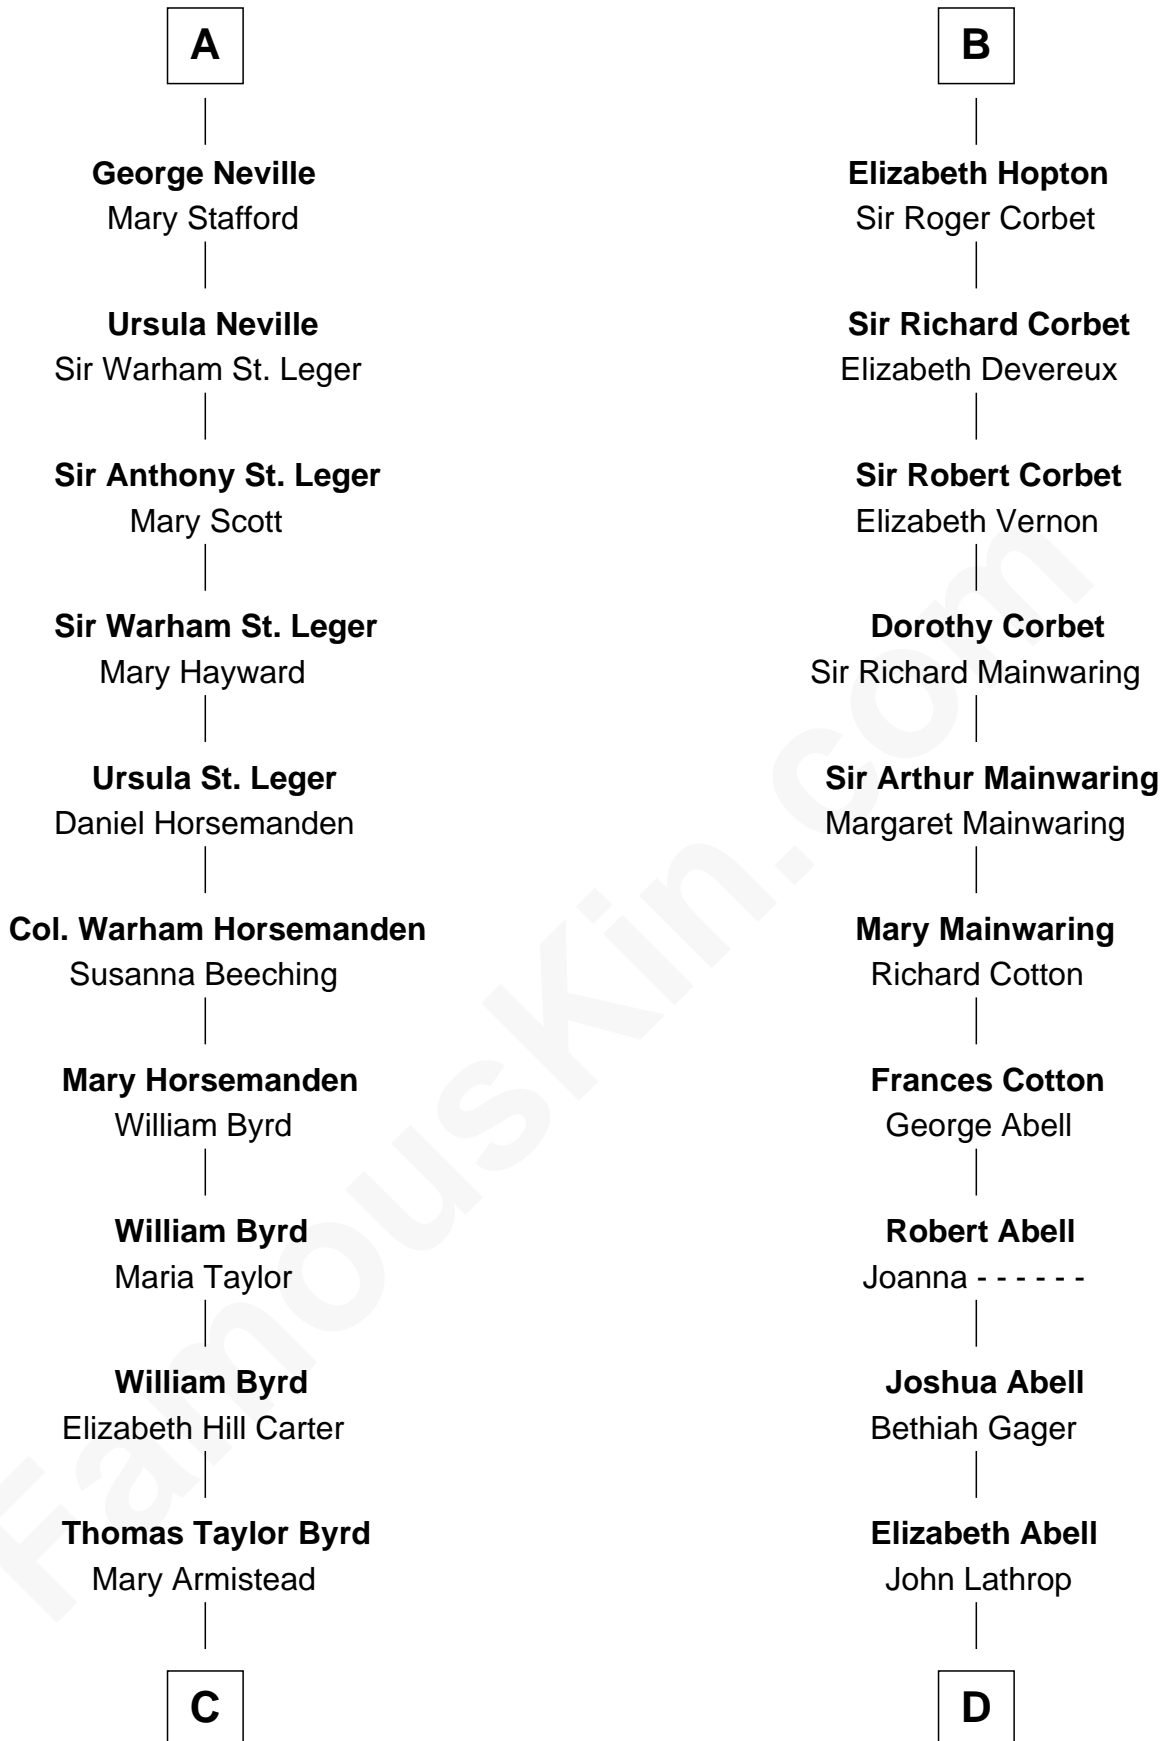 A
George Neville
Mary Stafford
Ursula Neville
Sir Warham St. Leger
Sir Anthony St. Leger
Mary Scott
Sir Warham St. Leger
Mary Hayward
Ursula St. Leger
Daniel Horsemanden
Col. Warham Horsemanden
Susanna Beeching
Mary Horsemanden
William Byrd
William Byrd
Maria Taylor
William Byrd
Elizabeth Hill Carter
Thomas Taylor Byrd
Mary Armistead
C
B
Elizabeth Hopton
Sir Roger Corbet
Sir Richard Corbet
Elizabeth Devereux
Sir Robert Corbet
Elizabeth Vernon
Dorothy Corbet
Sir Richard Mainwaring
Sir Arthur Mainwaring
Margaret Mainwaring
Mary Mainwaring
Richard Cotton
Frances Cotton
George Abell
Robert Abell
Joanna - - - - - -
Joshua Abell
Bethiah Gager
Elizabeth Abell
John Lathrop
D
FamousKin.com